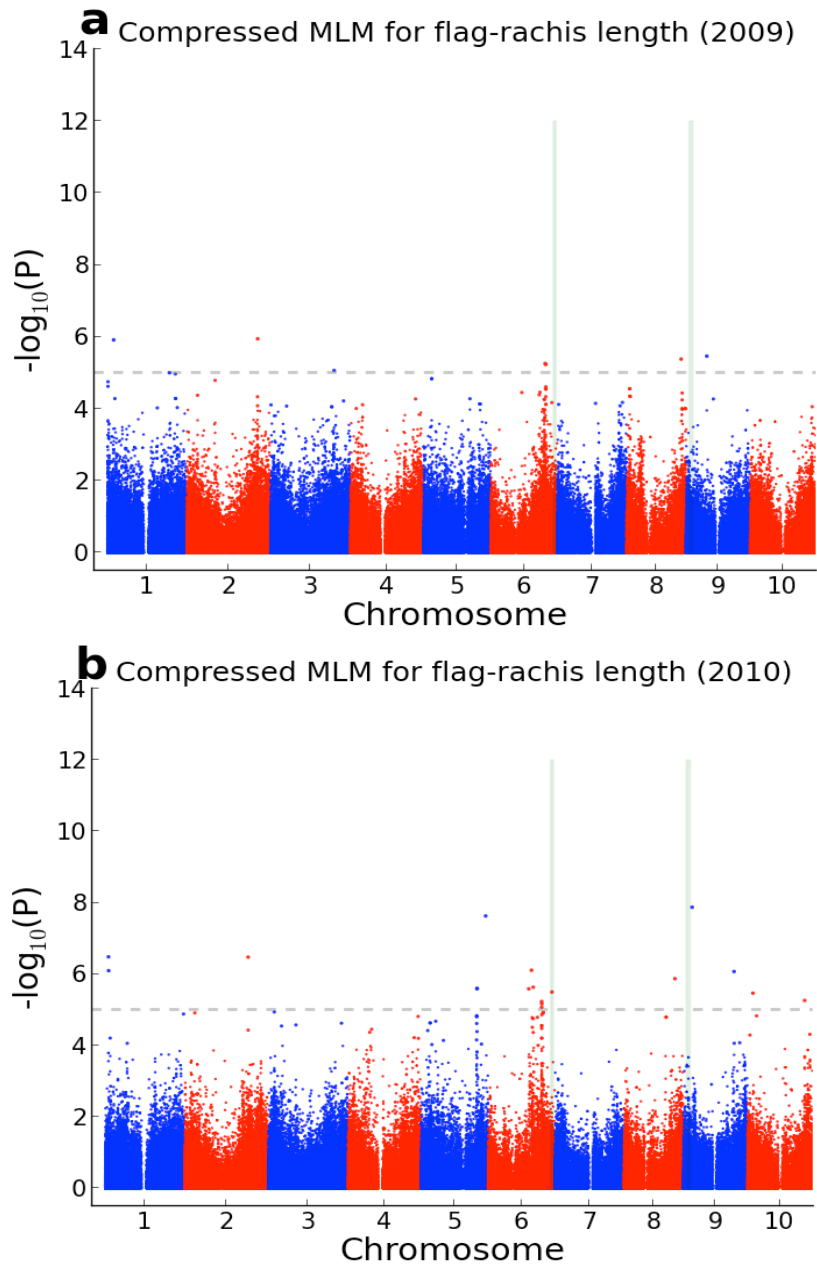 a Compressed MLM for flag-rachis length (2009)
14
12
10
8
6
4
2
0
-log10(P)
1 2 3 4 5 6 7 8 9 10
Chromosome
b Compressed MLM for flag-rachis length (2010)
14
12
10
8
6
4
2
0
-log10(P)
1 2 3 4 5 6 7 8 9 10
Chromosome